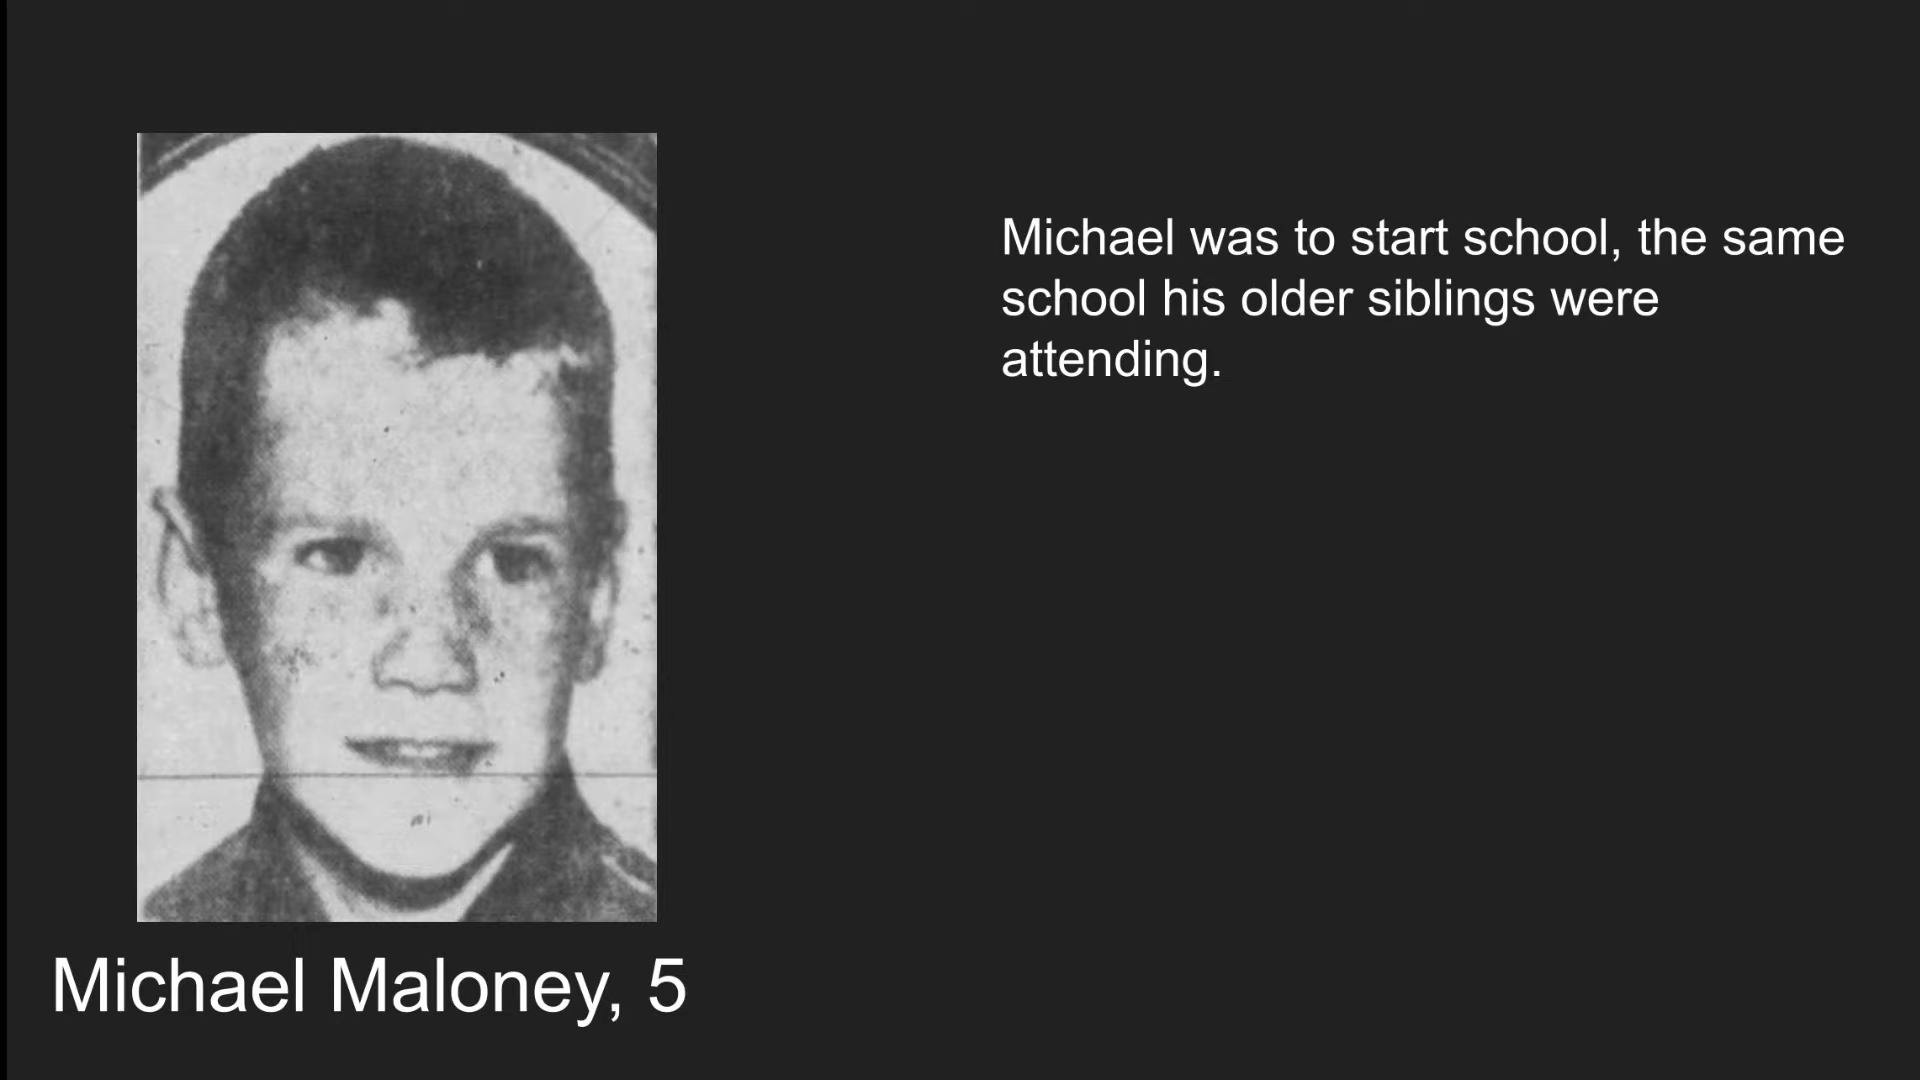 Michael was to start school, the same
school his older siblings were
attending.
Michael Maloney, 5